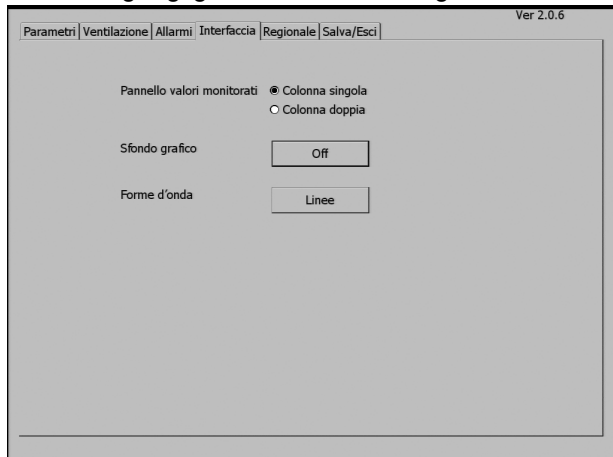 Ver 2.0.6
Parametri Ventilazione Allarmi Interfaccia Regionale Salva/Esci
Pannello valori monitorati Colonna singola
Colonna doppia
Sfondo grafico Off
Forme d'onda Linee